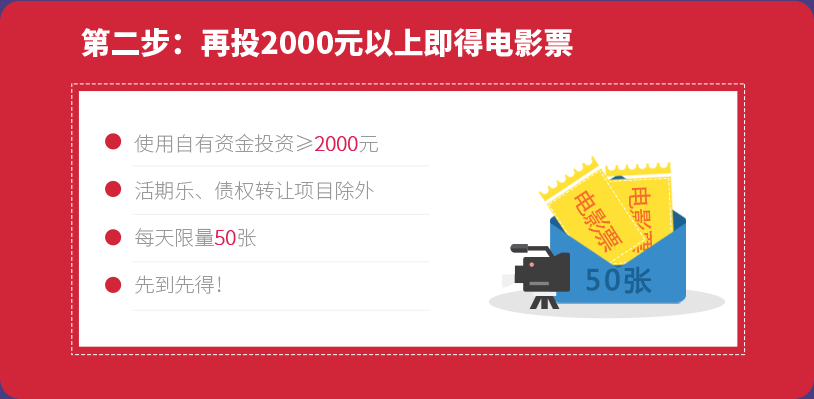 第二步：再投2000元以上即得电影票
使用自有资金投资≥2000元
活期乐、债权转让项目除外
每天限量50张
先到先得！
电影票
电影票
50张